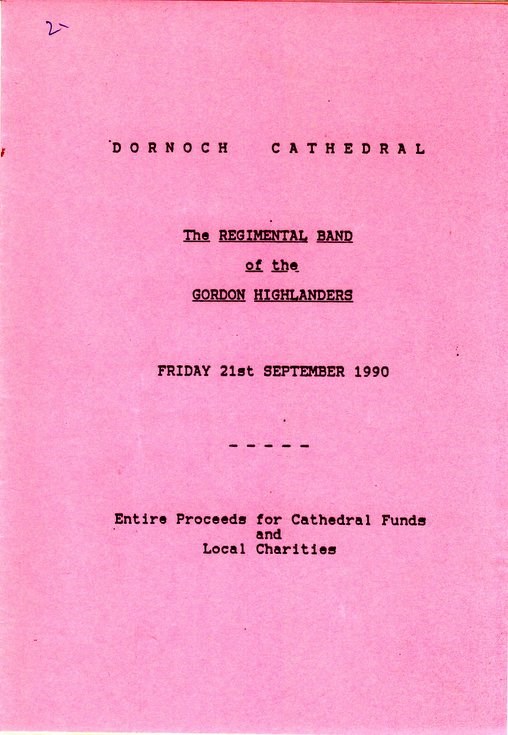 2-
DORNOCH CATHEDRAL
The REGIMENTAL BAND
of the
GORDON HIGHLANDERS
FRIDAY 21st SEPTEMBER 1990
- - - - -
Entire Proceeds for Cathedral Funds
and
Local Charities